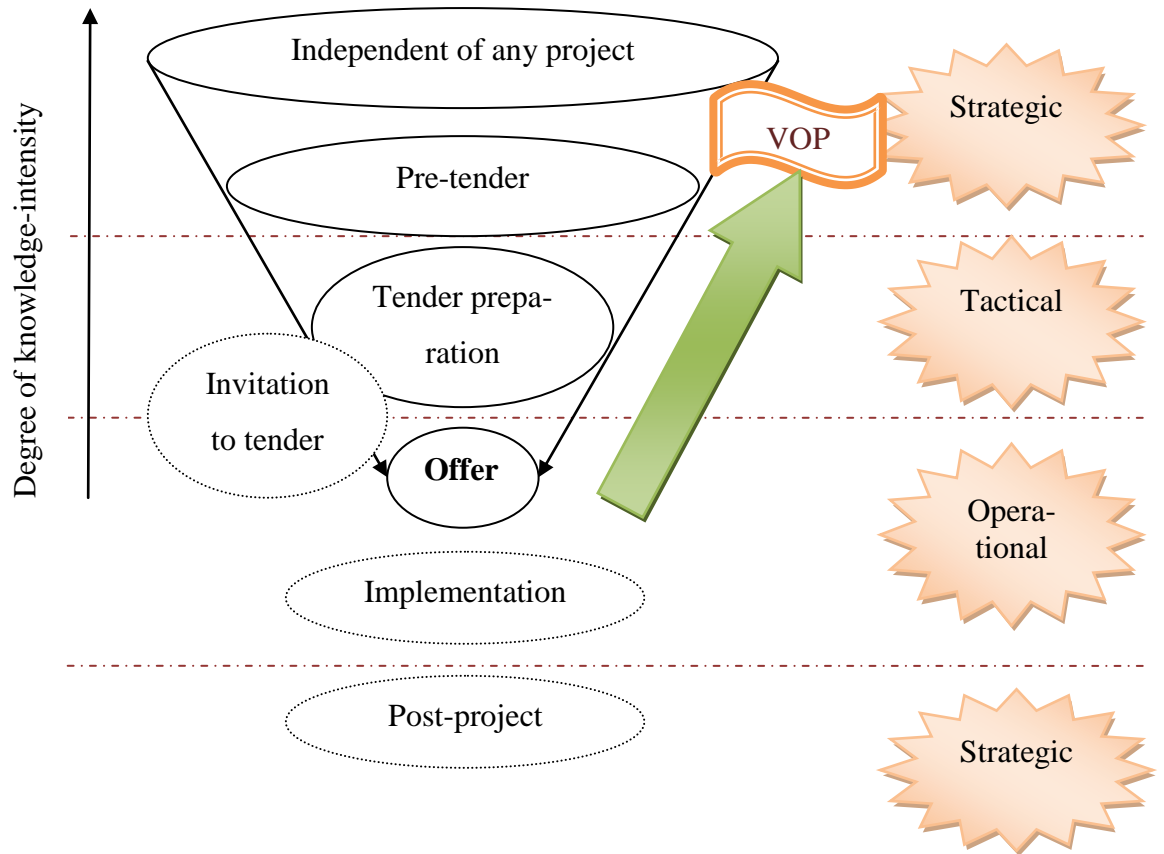 Independent of any project
Strategic
VOP
Pre-tender
Degree of knowledge-intensity
Tender prepa-
ration
Tactical
Invitation
to tender
Offer
Opera-
tional
Implementation
Post-project
Strategic